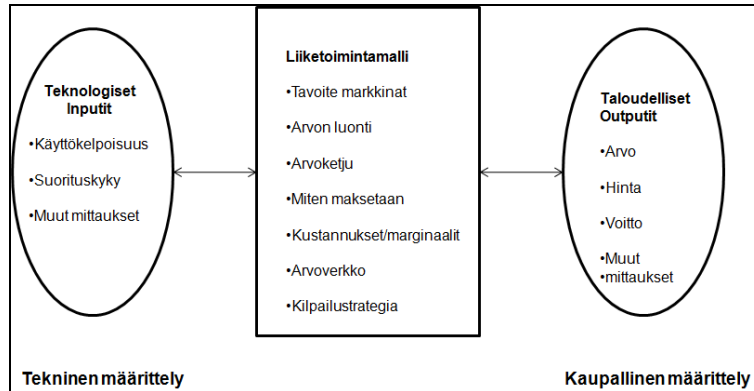 Teknologiset
Inputit
•Käyttökelpoisuus
•Suorituskyky
•Muut mittaukset
Liiketoimintamalli
•Tavoite markkinat
•Arvon luonti
•Arvoketju
•Miten maksetaan
•Kustannukset/marginaalit
•Arvoverkko
•Kilpailustrategia
Taloudelliset
Outputit
•Arvo
•Hinta
•Voitto
•Muut
•mittaukset
Tekninen määrittely
Kaupallinen määrittely